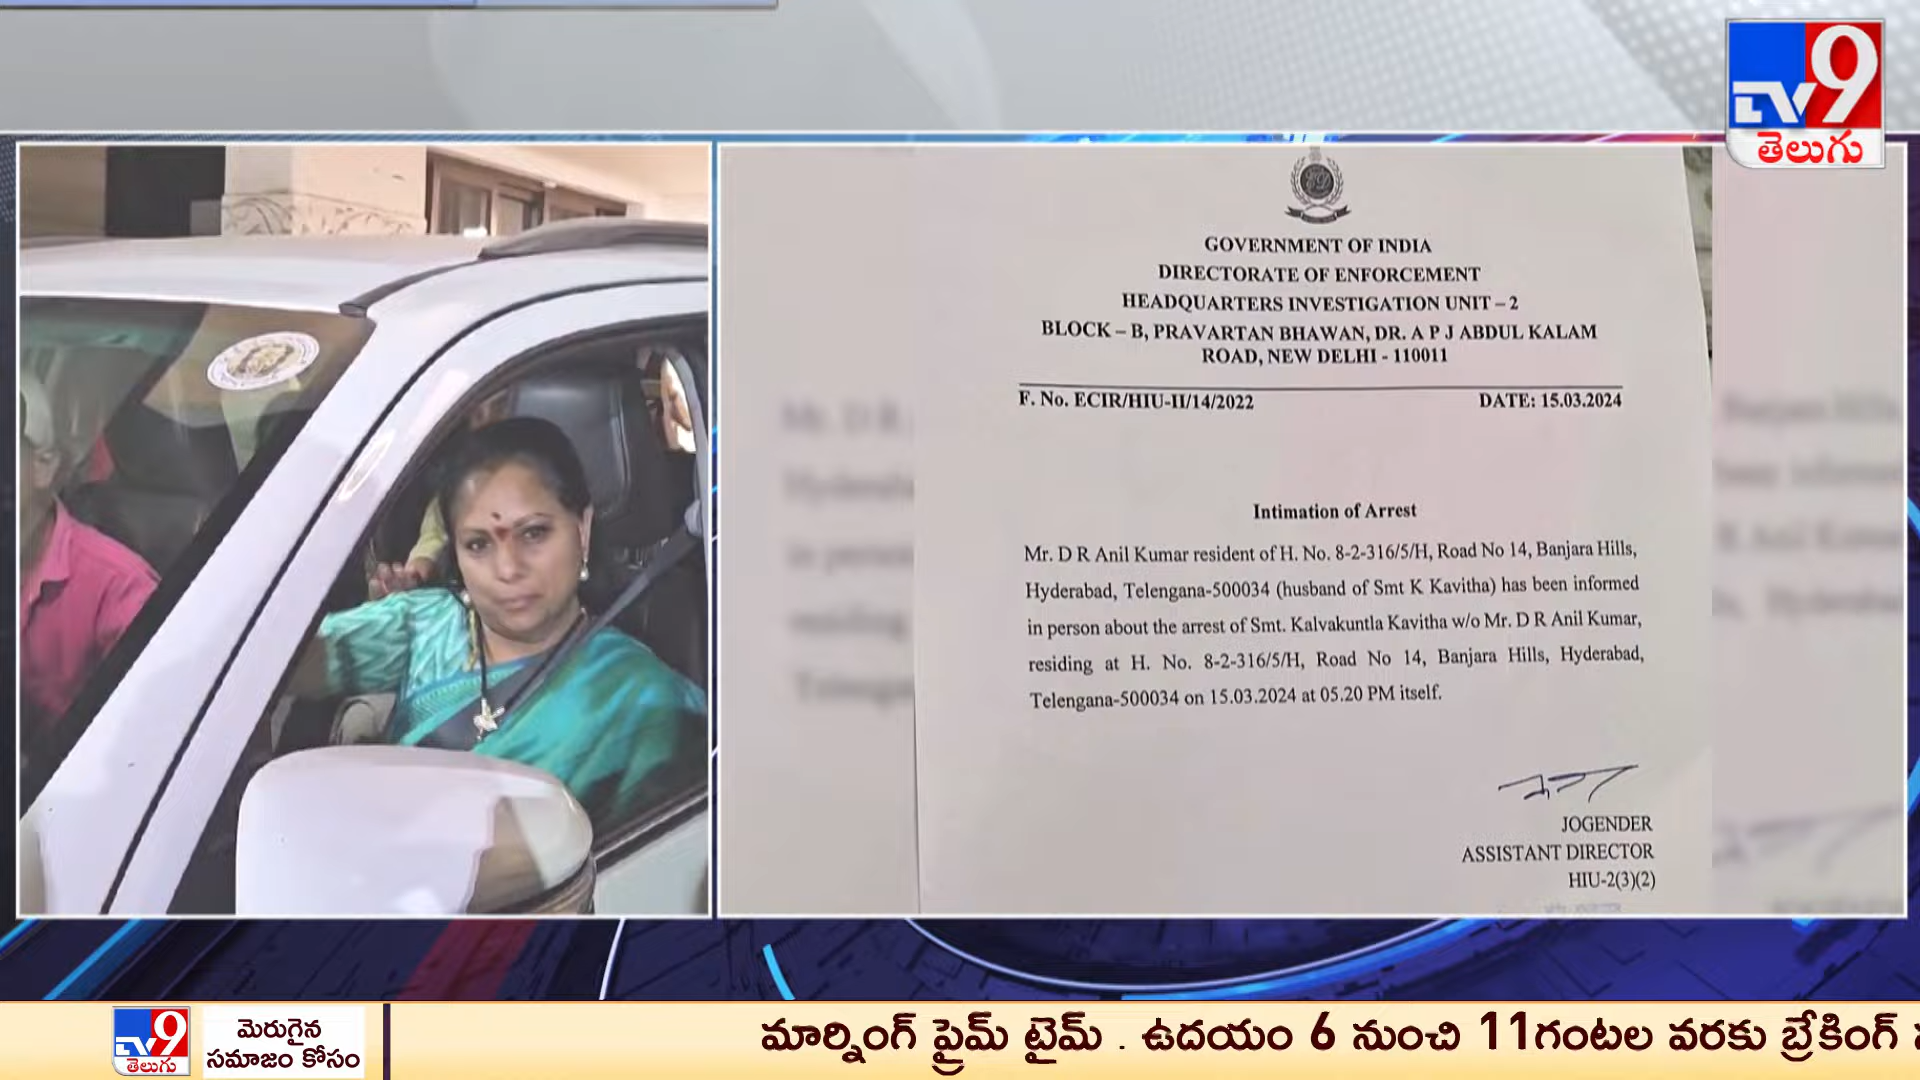 TV9
తెలుగు
GOVERNMENT OF INDIA
DIRECTORATE OF ENFORCEMENT
HEADQUARTERS INVESTIGATION UNIT – 2
BLOCK – B, PRAVARTAN BHAWAN, DR. A P J ABDUL KALAM
ROAD, NEW DELHI - 110011
F. No. ECIR/HIU-II/14/2022
DATE: 15.03.2024
Intimation of Arrest
Mr. D R Anil Kumar resident of H. No. 8-2-316/5/H, Road No 14, Banjara Hills,
Hyderabad, Telengana-500034 (husband of Smt K Kavitha) has been informed
in person about the arrest of Smt. Kalvakuntla Kavitha w/o Mr. D R Anil Kumar,
residing at H. No. 8-2-316/5/H, Road No 14, Banjara Hills, Hyderabad,
Telengana-500034 on 15.03.2024 at 05.20 PM itself.
JOGENDER
ASSISTANT DIRECTOR
HIU-2(3)(2)
TV9
తెలుగు
మెరుగైన
సమాజం కోసం
మార్నింగ్ ప్రైమ్ టైమ్ . ఉదయం 6 నుంచి 11గంటల వరకు బ్రేకింగ్